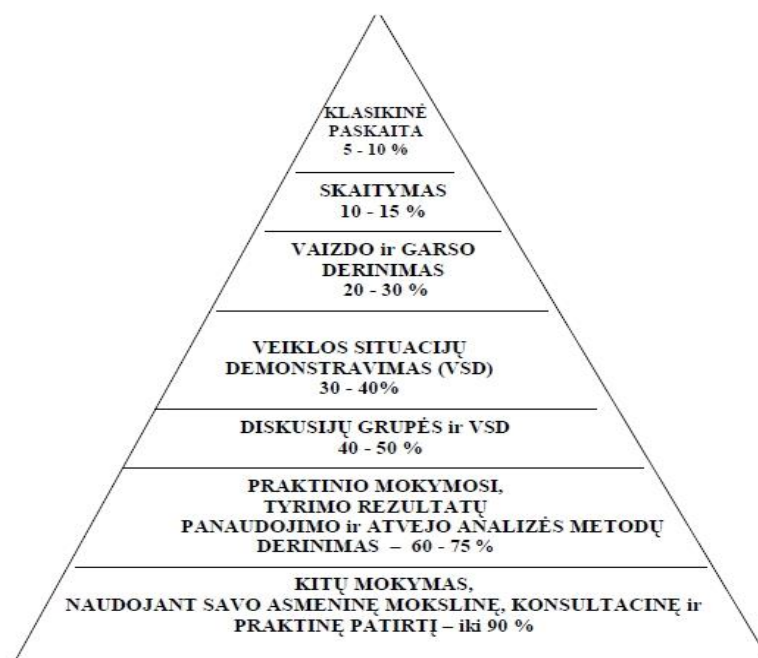 KLASIKINĖ
PASKAITA
5 - 10 %
SKAITYMAS
10 - 15 %
VAIZDO ir GARSO
DERINIMAS
20 - 30 %
VEIKLOS SITUACIJŲ
DEMONSTRAVIMAS (VSD)
30 - 40%
DISKUSIJŲ GRUPĖS ir VSD
40 - 50 %
PRAKTINIO MOKYMOSI,
TYRIMO REZULTATŲ
PANAUDOJIMO ir ATVEJO ANALIZĖS METODŲ
DERINIMAS – 60 - 75 %
KITŲ MOKYMAS,
NAUDOJANT SAVO ASMENINĘ MOKSLINĘ, KONSULTACINĘ ir
PRAKTINĘ PATIRTĮ – iki 90 %